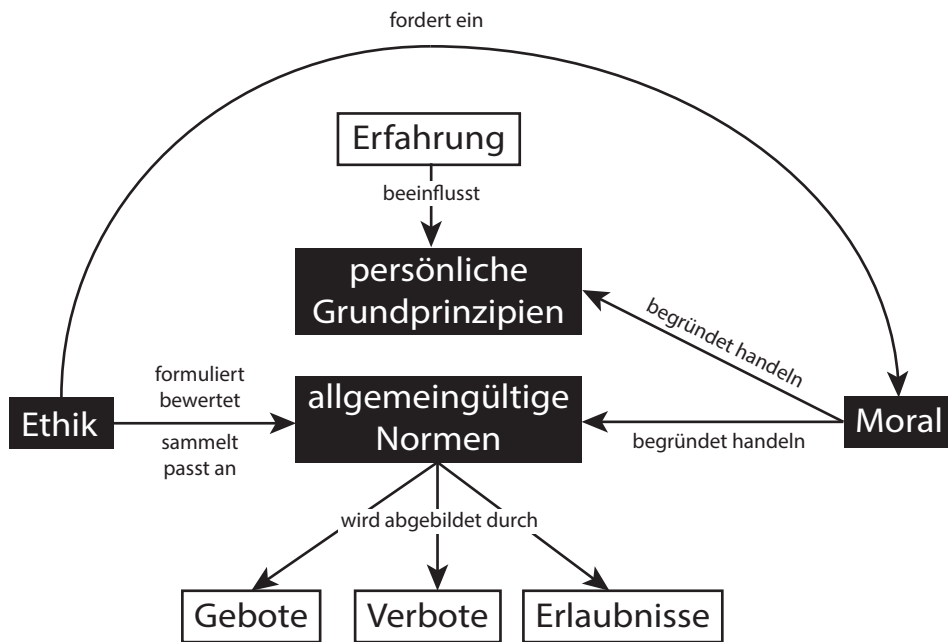 fordert ein
Erfahrung
beeinflusst
persönliche
Grundprinzipien
begründet handeln
formuliert
bewertet
Ethik
sammelt
passt an
allgemeingültige
Normen
begründet handeln
Moral
wird abgebildet durch
Gebote
Verbote
Erlaubnisse